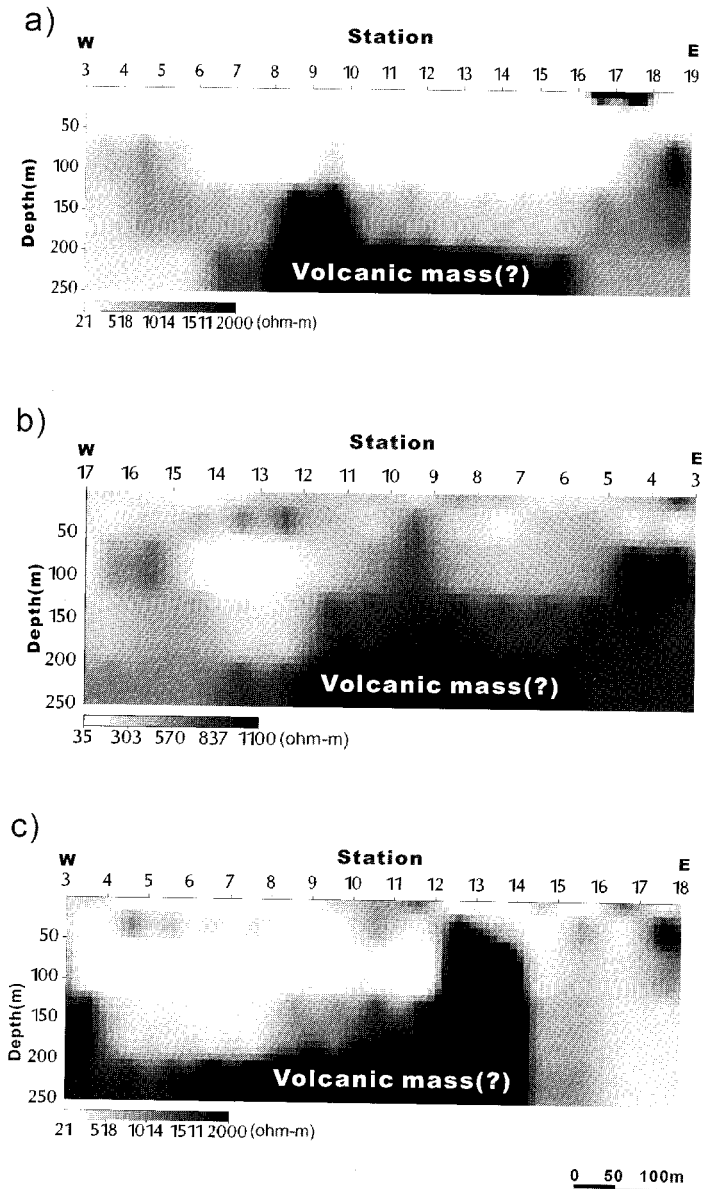 a)
Station
W E
3 4 5 6 7 8 9 10 11 12 13 14 15 16 17 18 19
Depth(m)
50
100
150
200
250
Volcanic mass(?)
21 518 1014 1511 2000 (ohm-m)
b)
Station
W E
17 16 15 14 13 12 11 10 9 8 7 6 5 4 3
Depth(m)
50
100
150
200
250
Volcanic mass(?)
35 303 570 837 1100 (ohm-m)
c)
Station
W E
3 4 5 6 7 8 9 10 11 12 13 14 15 16 17 18
Depth(m)
50
100
150
200
250
Volcanic mass(?)
21 518 1014 1511 2000 (ohm-m)
0 50 100m